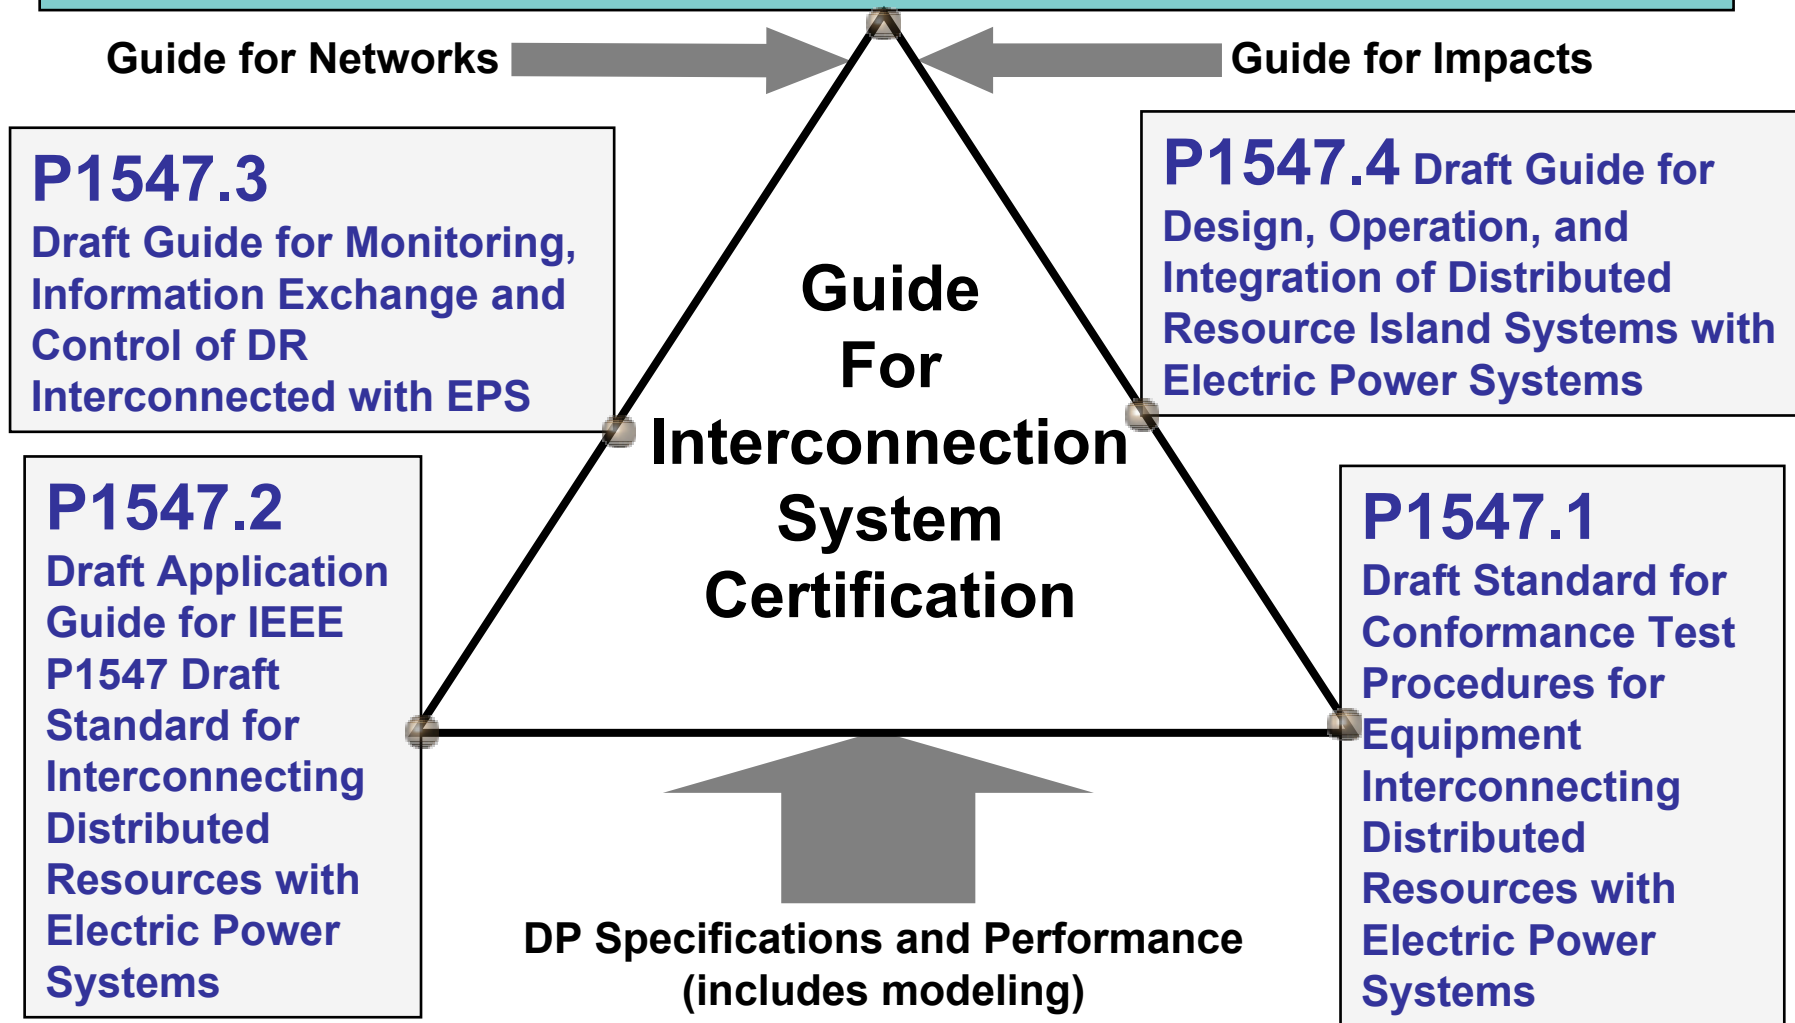 Guide for Networks
Guide for Impacts
P1547.3
Draft Guide for Monitoring,
Information Exchange and
Control of DR
Interconnected with EPS
P1547.4 Draft Guide for
Design, Operation, and
Integration of Distributed
Resource Island Systems with
Electric Power Systems
Guide
For
Interconnection
System
Certification
P1547.2
Draft Application
Guide for IEEE
P1547 Draft
Standard for
Interconnecting
Distributed
Resources with
Electric Power
Systems
P1547.1
Draft Standard for
Conformance Test
Procedures for
Equipment
Interconnecting
Distributed
Resources with
Electric Power
Systems
DP Specifications and Performance
(includes modeling)